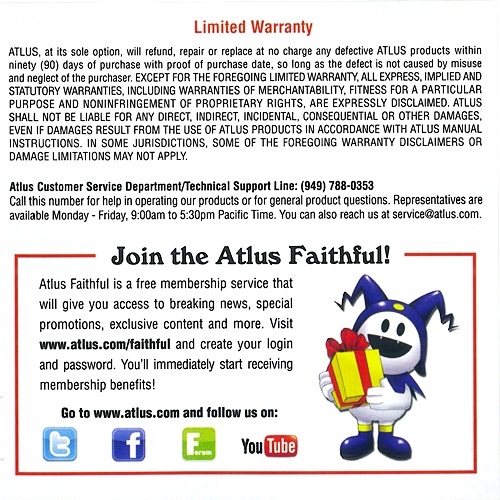 Limited Warranty
ATLUS, at its sole option, will refund, repair or replace at no charge any defective ATLUS products within
ninety (90) days of purchase with proof of purchase date, so long as the defect is not caused by misuse
and neglect of the purchaser. EXCEPT FOR THE FOREGOING LIMITED WARRANTY, ALL EXPRESS, IMPLIED AND
STATUTORY WARRANTIES, INCLUDING WARRANTIES OF MERCHANTABILITY, FITNESS FOR A PARTICULAR
PURPOSE AND NONINFRINGEMENT OF PROPRIETARY RIGHTS, ARE EXPRESSLY DISCLAIMED. ATLUS
SHALL NOT BE LIABLE FOR ANY DIRECT, INDIRECT, INCIDENTAL, CONSEQUENTIAL OR OTHER DAMAGES,
EVEN IF DAMAGES RESULT FROM THE USE OF ATLUS PRODUCTS IN ACCORDANCE WITH ATLUS MANUAL
INSTRUCTIONS. IN SOME JURISDICTIONS, SOME OF THE FOREGOING WARRANTY DISCLAIMERS OR
DAMAGE LIMITATIONS MAY NOT APPLY.
Atlus Customer Service Department/Technical Support Line: (949) 788-0353
Call this number for help in operating our products or for general product questions. Representatives are
available Monday - Friday, 9:00am to 5:30pm Pacific Time. You can also reach us at service@atlus.com.
Join the Atlus Faithful!
Atlus Faithful is a free membership service that
will give you access to breaking news, special
promotions, exclusive content and more. Visit
www.atlus.com/faithful and create your login
and password. You'll immediately start receiving
membership benefits!
Go to www.atlus.com and follow us on:
t f Forum You Tube